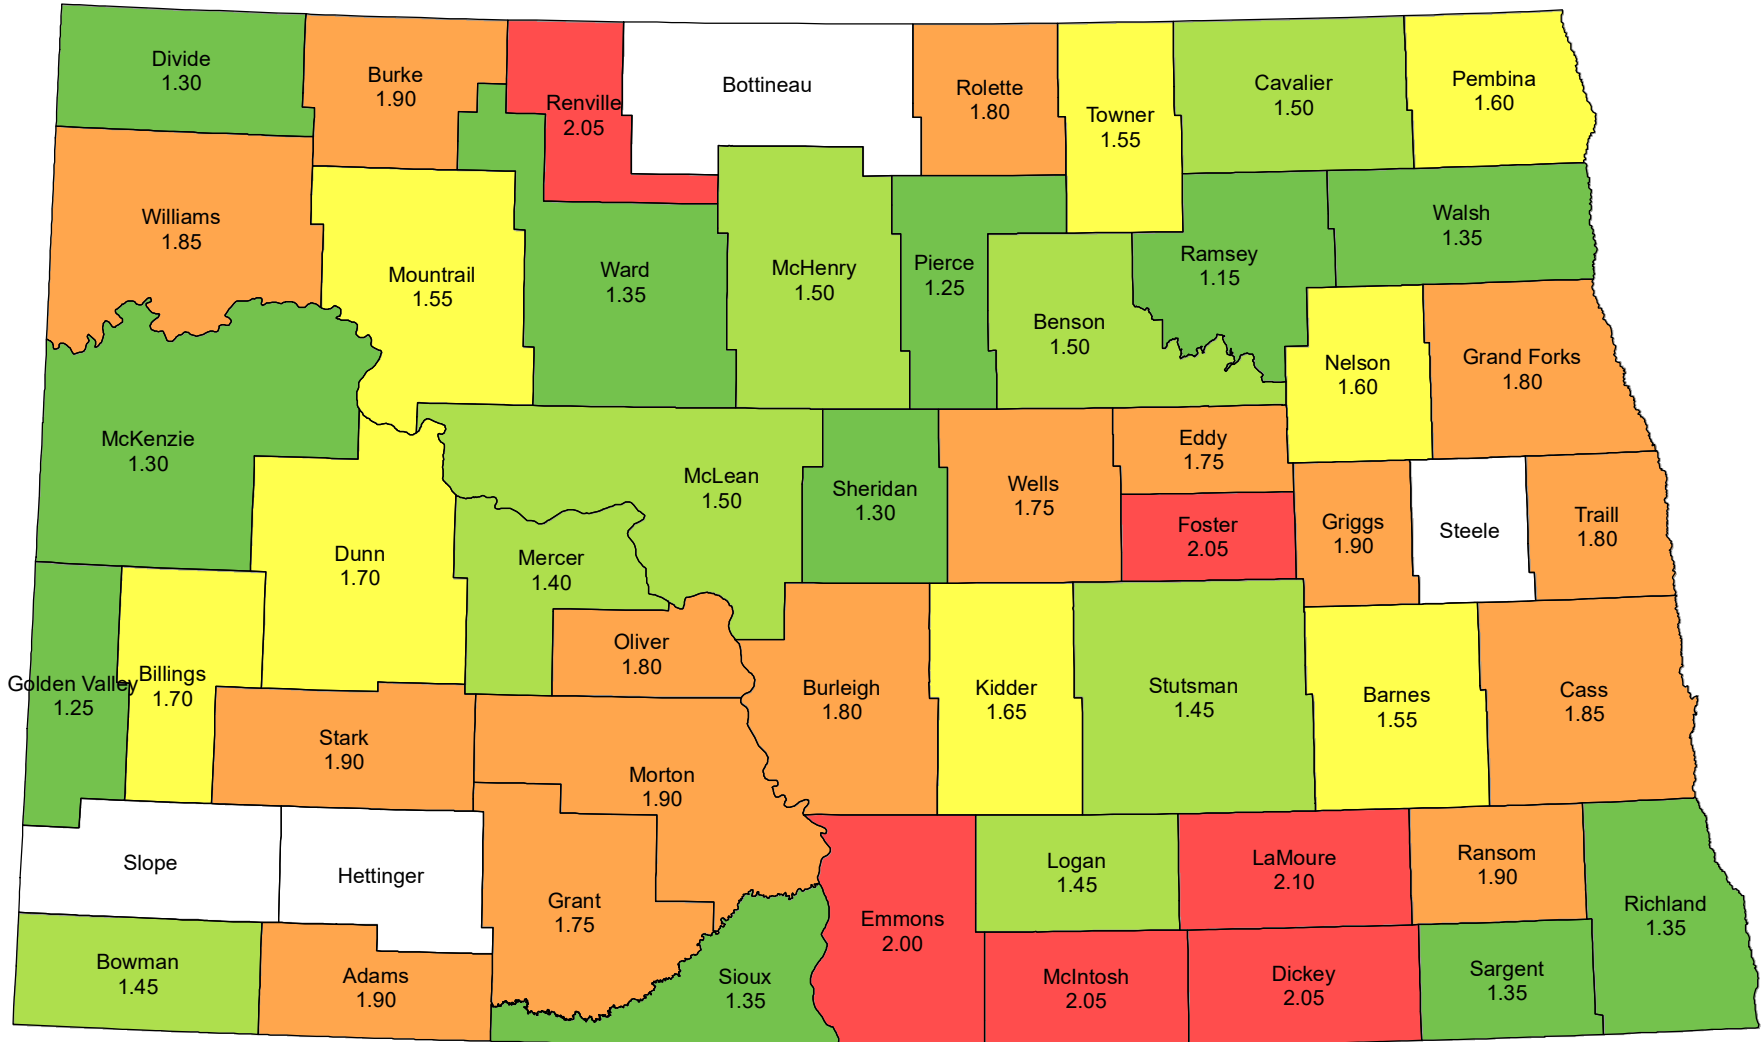 Divide
1.30
Burke
1.90
Renville
2.05
Bottineau
Rolette
1.80
Towner
1.55
Cavalier
1.50
Pembina
1.60
Williams
1.85
Mountrail
1.55
Ward
1.35
McHenry
1.50
Pierce
1.25
Benson
1.50
Ramsey
1.15
Walsh
1.35
Nelson
1.60
Grand Forks
1.80
McKenzie
1.30
Dunn
1.70
McLean
1.50
Mercer
1.40
Sheridan
1.30
Wells
1.75
Eddy
1.75
Foster
2.05
Griggs
1.90
Steele
Traill
1.80
Golden Valley
1.25
Billings
1.70
Stark
1.90
Oliver
1.80
Morton
1.90
Burleigh
1.80
Kidder
1.65
Stutsman
1.45
Barnes
1.55
Cass
1.85
Slope
Hettinger
Grant
1.75
Emmons
2.00
Logan
1.45
LaMoure
2.10
Ransom
1.90
Richland
1.35
Bowman
1.45
Adams
1.90
Sioux
1.35
McIntosh
2.05
Dickey
2.05
Sargent
1.35